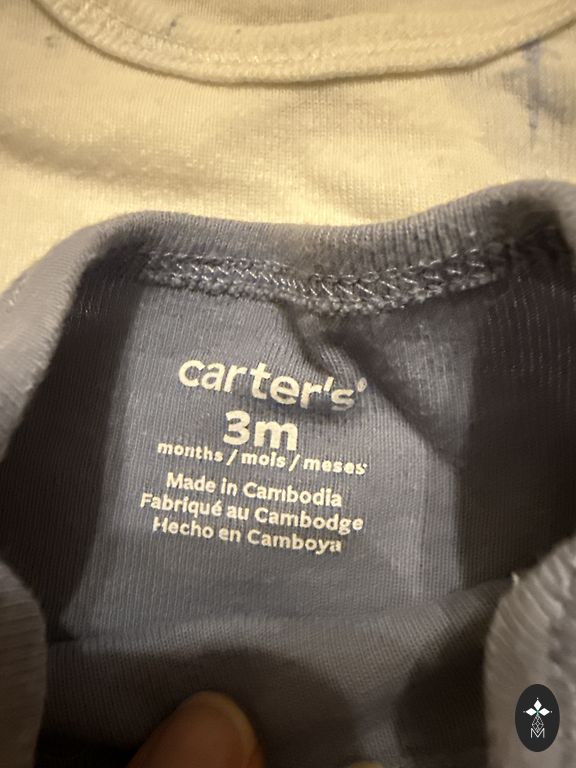 carter's®
3m
months / mois / meses
Made in Cambodia
Fabriqué au Cambodge
Hecho en Camboya
M